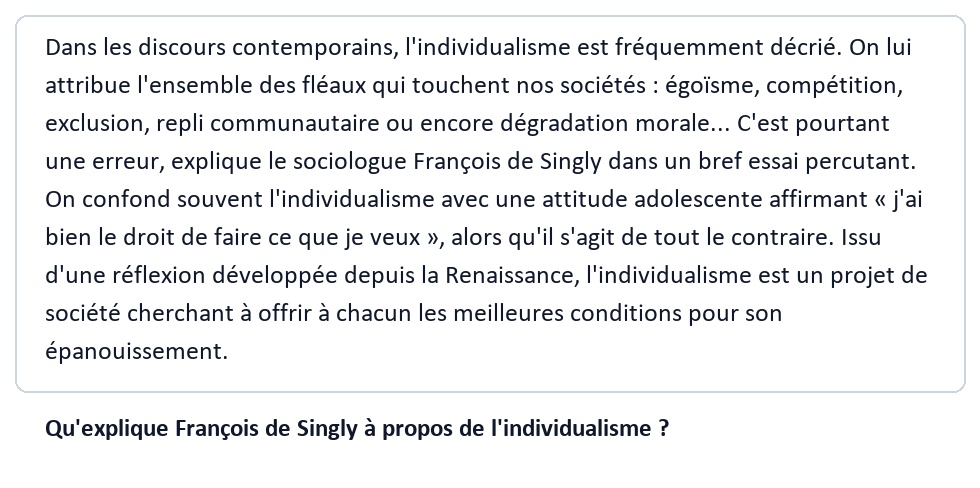 Dans les discours contemporains, l'individualisme est fréquemment décrié. On lui
attribue l'ensemble des fléaux qui touchent nos sociétés : égoïsme, compétition,
exclusion, repli communautaire ou encore dégradation morale... C'est pourtant
une erreur, explique le sociologue François de Singly dans un bref essai percutant.
On confond souvent l'individualisme avec une attitude adolescente affirmant « j'ai
bien le droit de faire ce que je veux », alors qu'il s'agit de tout le contraire. Issu
d'une réflexion développée depuis la Renaissance, l'individualisme est un projet de
société cherchant à offrir à chacun les meilleures conditions pour son
épanouissement.
Qu'explique François de Singly à propos de l'individualisme ?